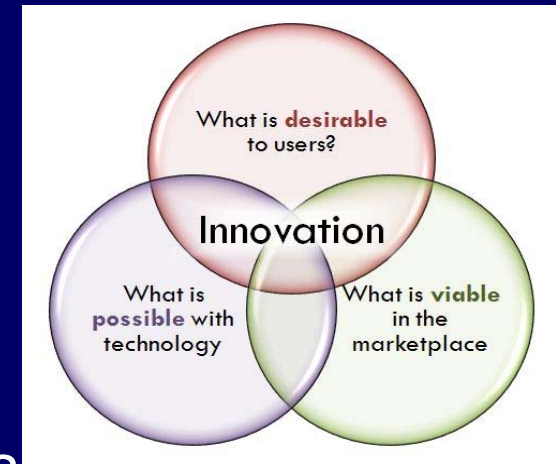 What is desirable
to users?
Innovation
What is
possible with
technology
What is viable
in the
marketplace